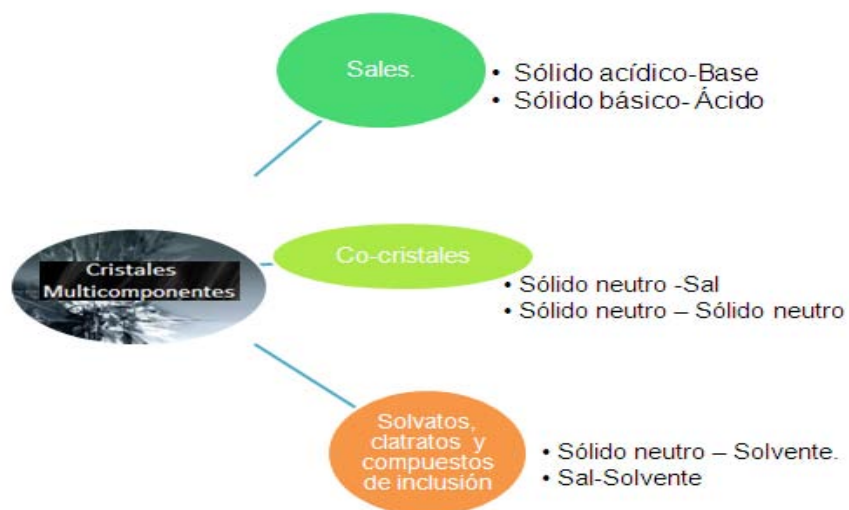 Sales.
• Sólido acídico-Base
• Sólido básico- Ácido
Cristales
Multicomponentes
Co-cristales
• Sólido neutro -Sal
• Sólido neutro – Sólido neutro
Solvatos,
clatratos y
compuestos
de inclusión
• Sólido neutro – Solvente.
• Sal-Solvente